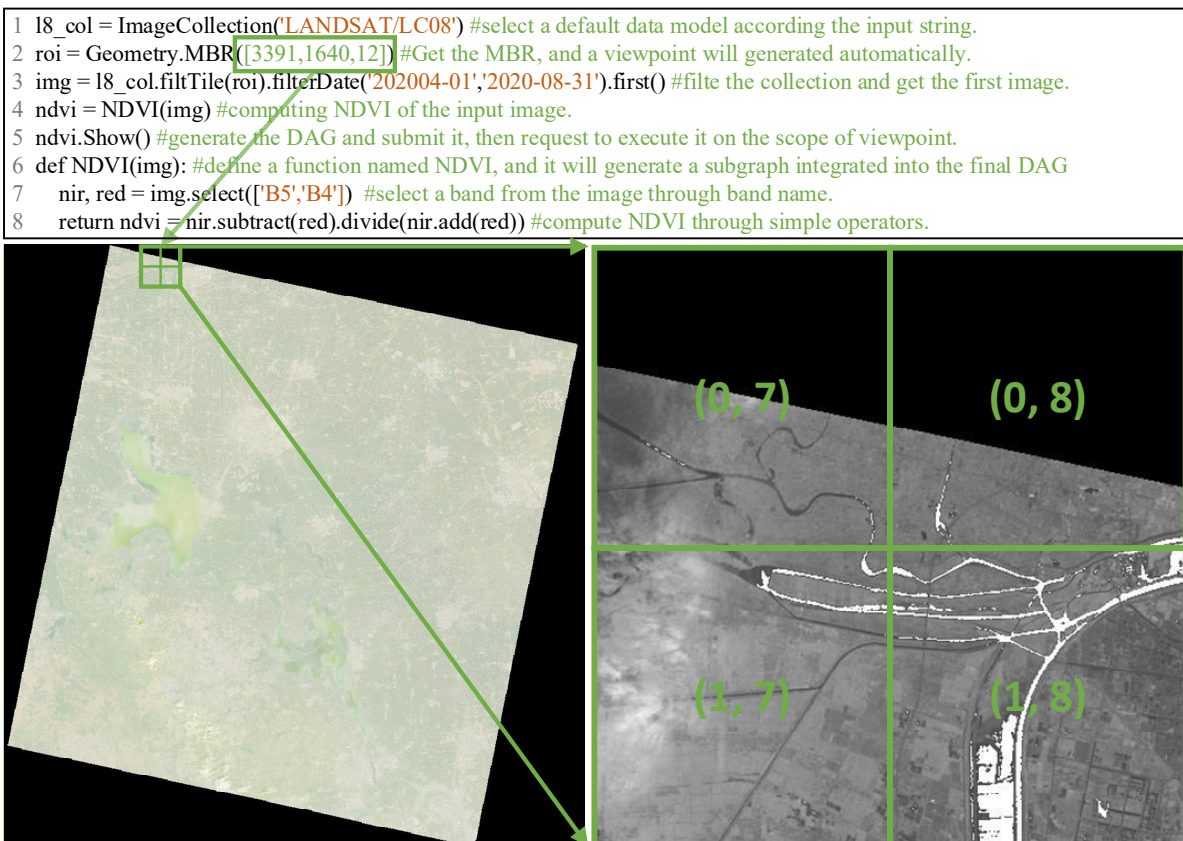 1 l8_col = ImageCollection('LANDSAT/LC08') #select a default data model according the input string.
2 roi = Geometry.MBR([3391,1640,12]) #Get the MBR, and a viewpoint will generated automatically.
3 img = l8_col.filtTile(roi).filterDate('202004-01','2020-08-31').first() #filte the collection and get the first image.
4 ndvi = NDVI(img) #computing NDVI of the input image.
5 ndvi.Show() #generate the DAG and submit it, then request to execute it on the scope of viewpoint.
6 def NDVI(img): #define a function named NDVI, and it will generate a subgraph integrated into the final DAG
7 nir, red = img.select(['B5','B4']) #select a band from the image through band name.
8 return ndvi = nir.subtract(red).divide(nir.add(red)) #compute NDVI through simple operators.
(0, 7) (0, 8)
(1, 7) (1, 8)